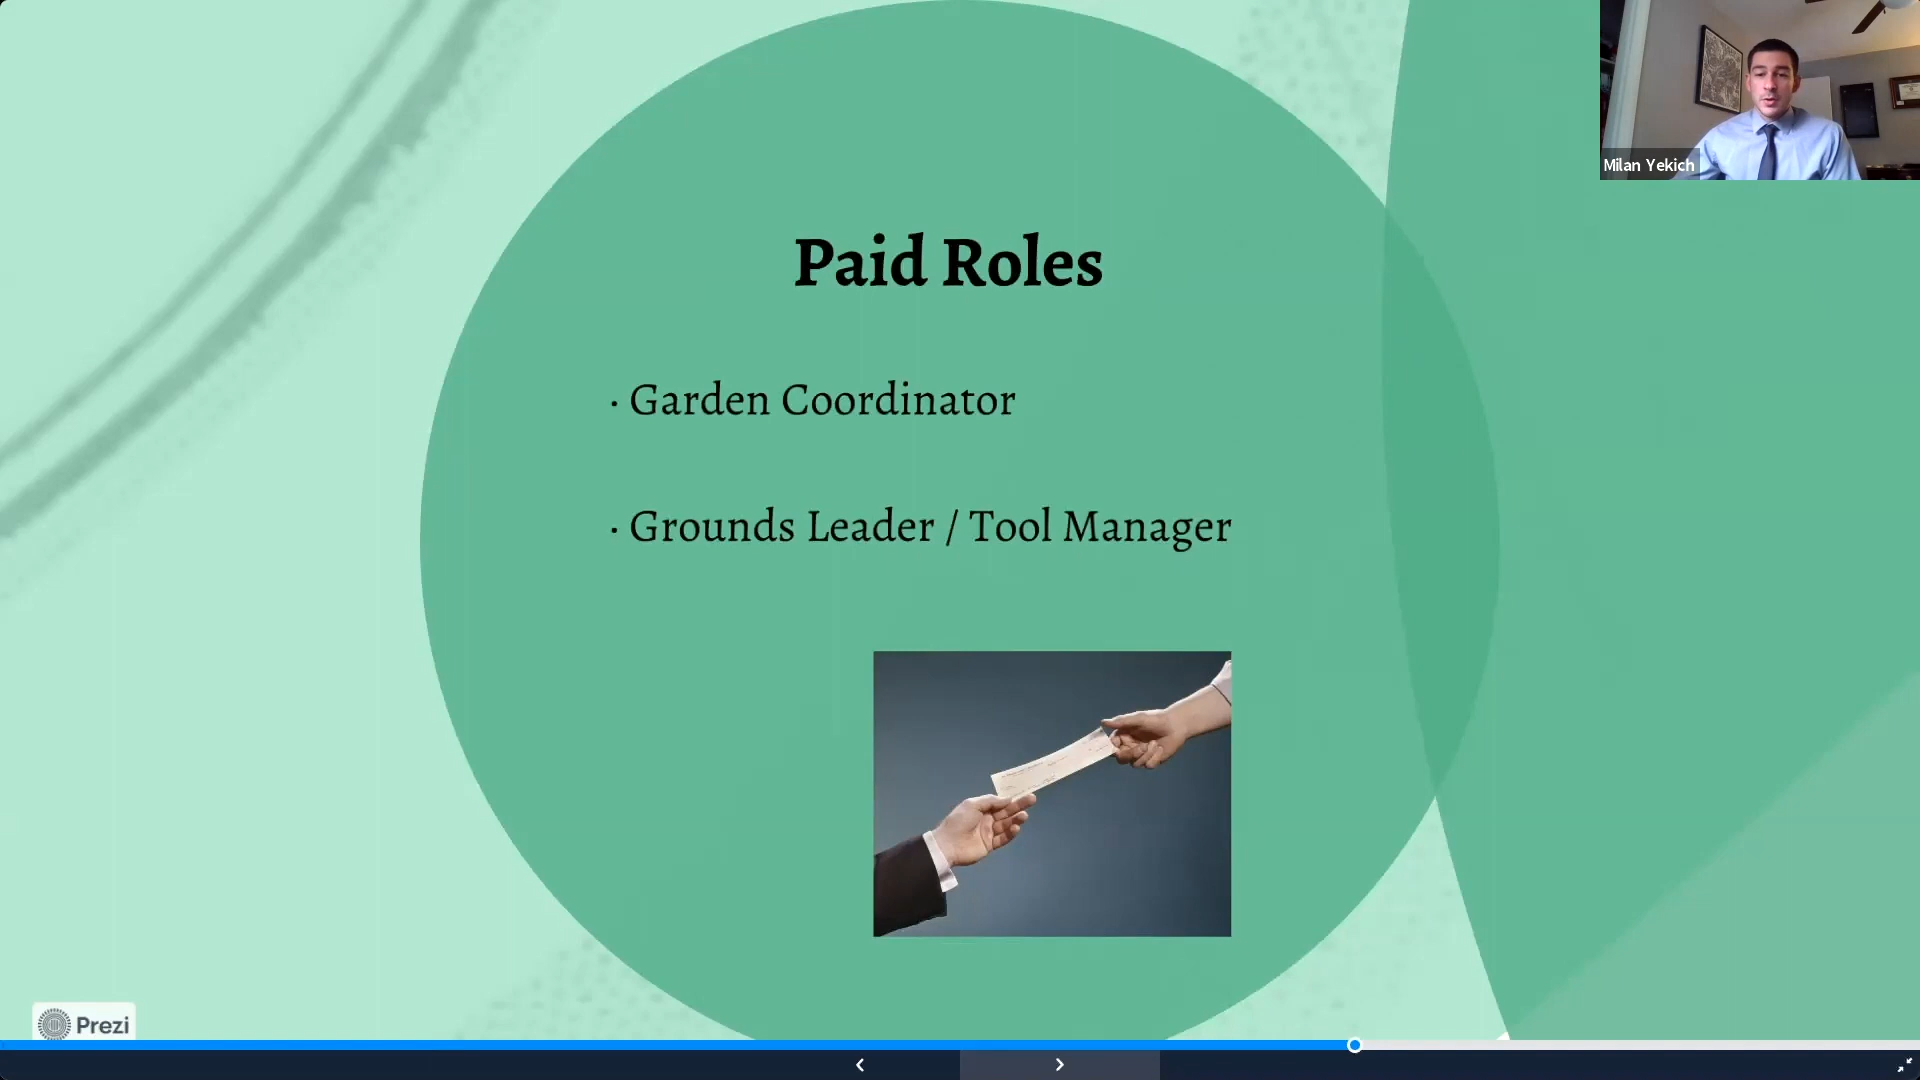 Milan Yekich
Paid Roles
· Garden Coordinator
· Grounds Leader / Tool Manager
Prezi